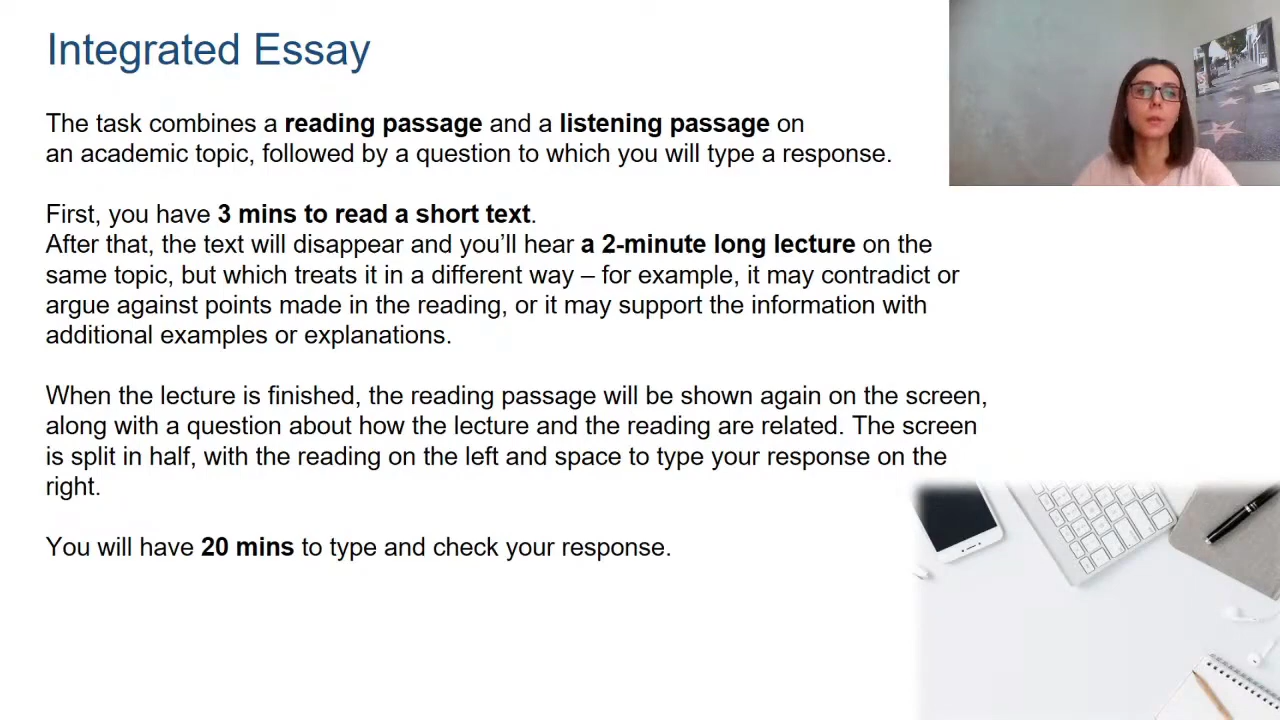 Integrated Essay
The task combines a reading passage and a listening passage on
an academic topic, followed by a question to which you will type a response.
First, you have 3 mins to read a short text.
After that, the text will disappear and you’ll hear a 2-minute long lecture on the
same topic, but which treats it in a different way – for example, it may contradict or
argue against points made in the reading, or it may support the information with
additional examples or explanations.
When the lecture is finished, the reading passage will be shown again on the screen,
along with a question about how the lecture and the reading are related. The screen
is split in half, with the reading on the left and space to type your response on the
right.
You will have 20 mins to type and check your response.